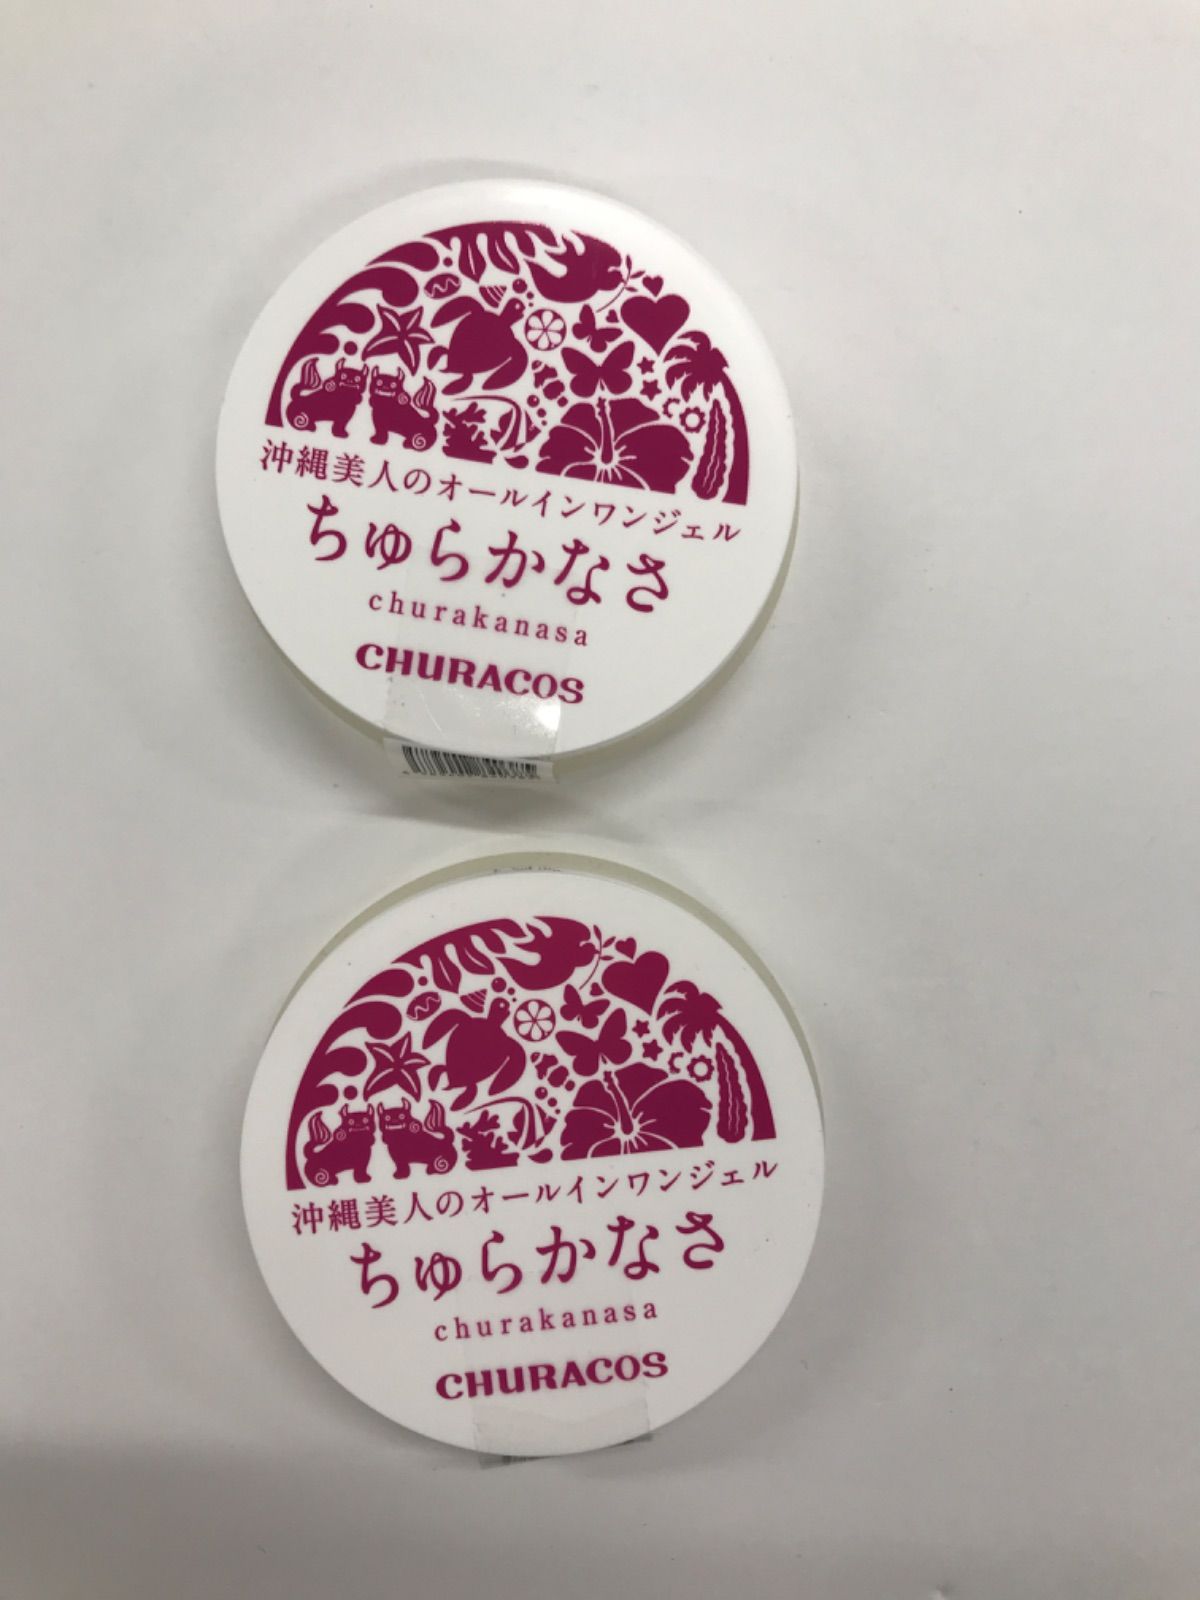 沖縄美人のオールインワンジェル
ちゅらかなさ
churakanasa
CHURACOS
沖縄美人のオールインワンジェル
ちゅらかなさ
churakanasa
CHURACOS